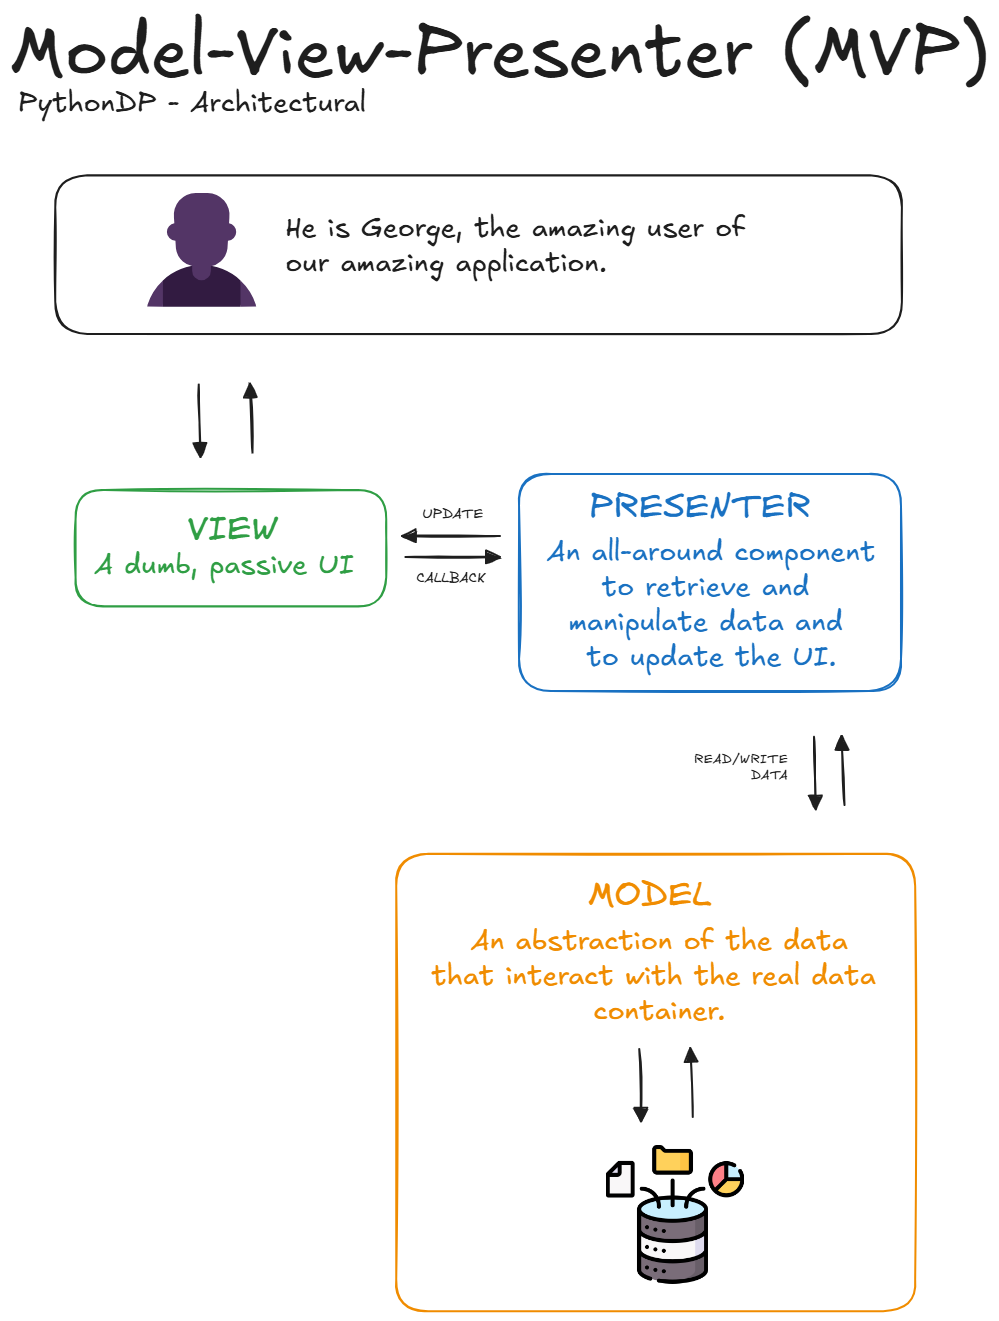 Model-View-Presenter (MVP)
PythonDP - Architectural
He is George, the amazing user of
our amazing application.
VIEW
A dumb, passive UI
UPDATE
CALLBACK
PRESENTER
An all-around component
to retrieve and
manipulate data and
to update the UI.
READ/WRITE
DATA
MODEL
An abstraction of the data
that interact with the real data
container.